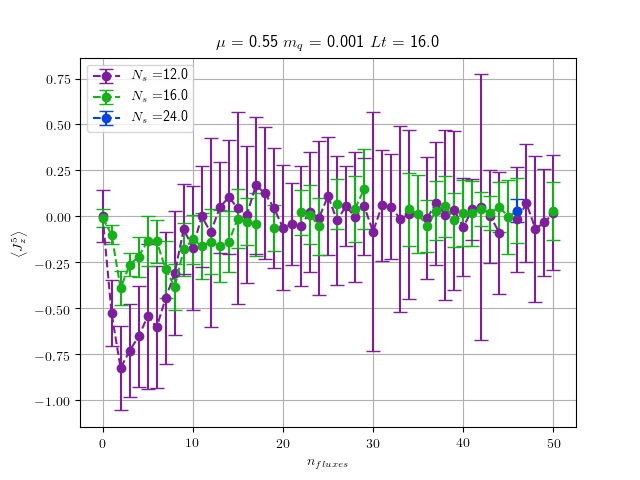 μ = 0.55 m_q = 0.001 Lt = 16.0
N_s =12.0
N_s =16.0
N_s =24.0
0.75
0.50
0.25
0.00
−0.25
−0.50
−0.75
−1.00
⟨J_z^5⟩
0 10 20 30 40 50
n_fluxes